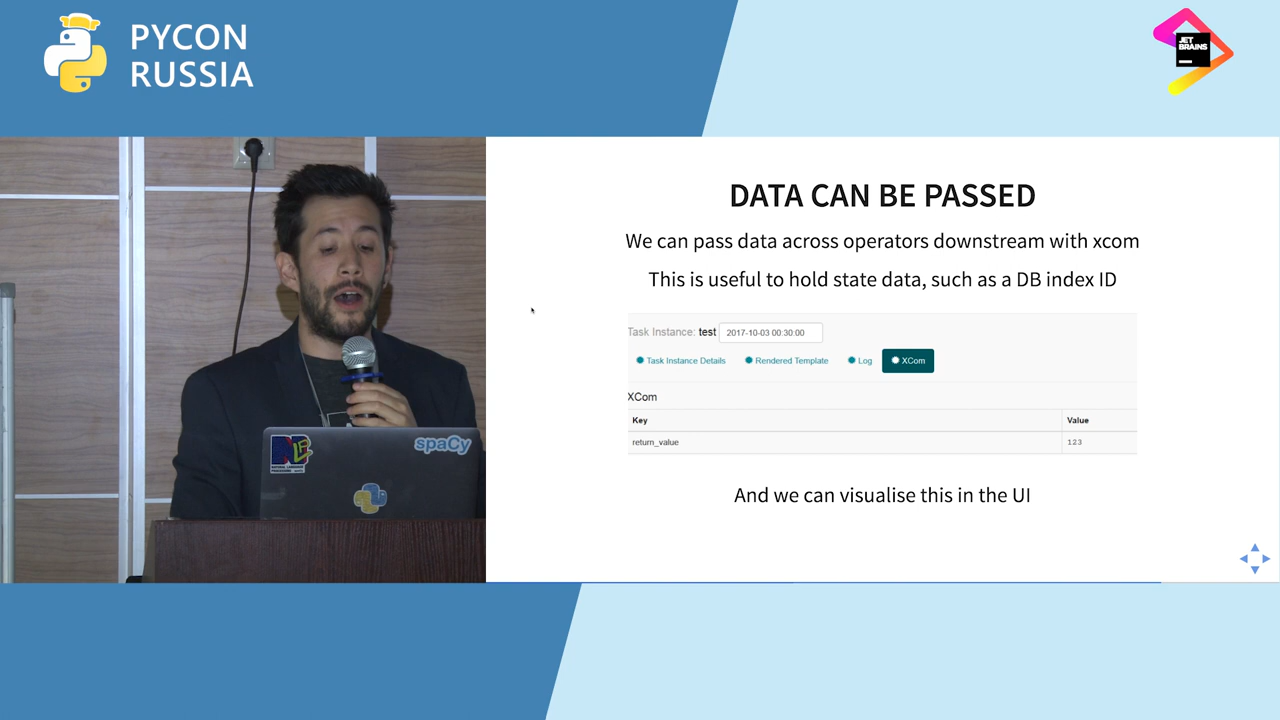 PYCON
RUSSIA
JET
BRAINS
DATA CAN BE PASSED
We can pass data across operators downstream with xcom
This is useful to hold state data, such as a DB index ID
Task Instance: test 2017-10-03 00:30:00
Task Instance Details Rendered Template Log XCom
XCom
Key Value
return_value 123
And we can visualise this in the UI
spaCy